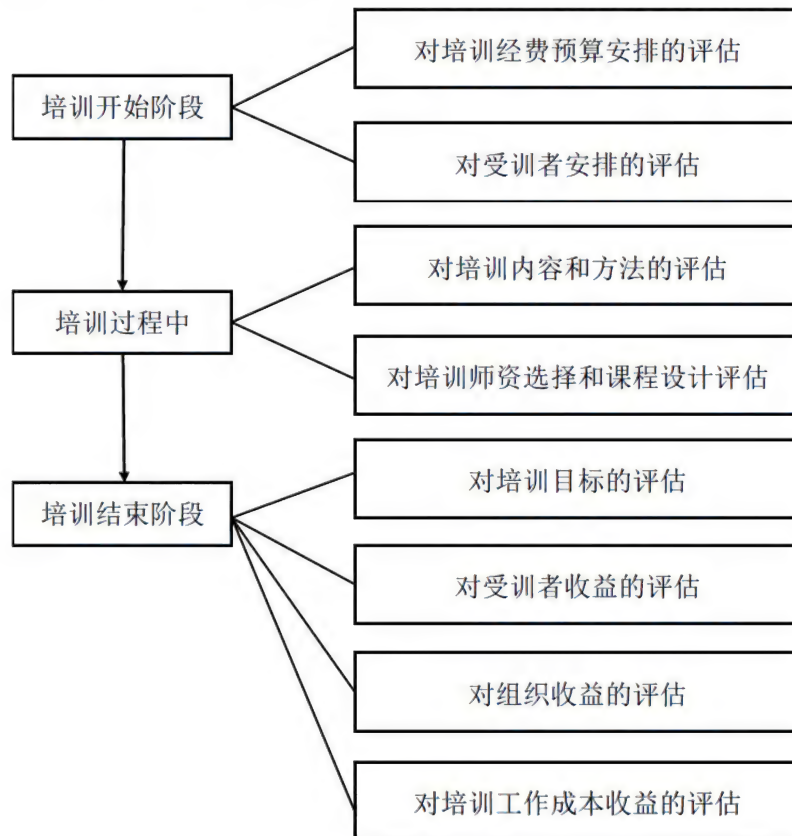 培训开始阶段
对培训经费预算安排的评估
对受训者安排的评估
培训过程中
对培训内容和方法的评估
对培训师资选择和课程设计评估
培训结束阶段
对培训目标的评估
对受训者收益的评估
对组织收益的评估
对培训工作成本收益的评估